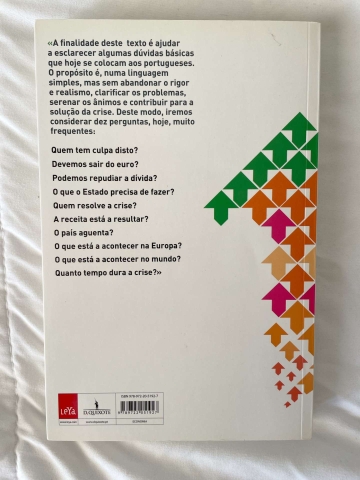 «A finalidade deste texto é ajudar
a esclarecer algumas dúvidas básicas
que hoje se colocam aos portugueses.
O propósito é, numa linguagem
simples, mas sem abandonar o rigor
e realismo, clarificar os problemas,
serenar os ânimos e contribuir para a
solução da crise. Deste modo, iremos
considerar dez perguntas, hoje, muito
frequentes:
Quem tem culpa disto?
Devemos sair do euro?
Podemos repudiar a dívida?
O que o Estado precisa de fazer?
Quem resolve a crise?
A receita está a resultar?
O país aguenta?
O que está a acontecer na Europa?
O que está a acontecer no mundo?
Quanto tempo dura a crise?»
Leya
D. QUIXOTE